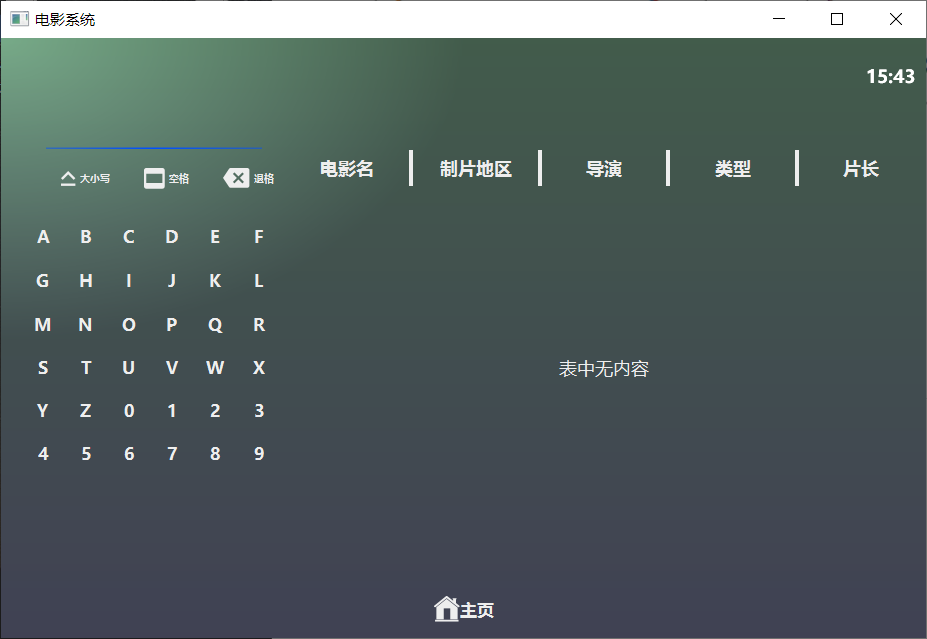 电影系统
15:43
大小写 空格 退格
电影名 制片地区 导演 类型 片长
A B C D E F
G H I J K L
M N O P Q R
S T U V W X
Y Z 0 1 2 3
4 5 6 7 8 9
表中无内容
主页